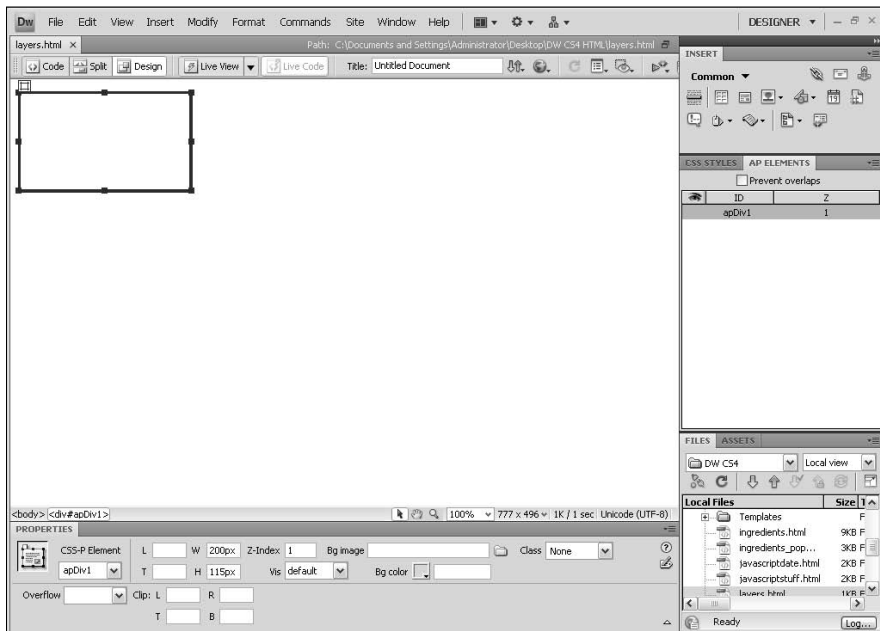 Dw File Edit View Insert Modify Format Commands Site Window Help DESIGNER
layers.html × Path: C:\Documents and Settings\Administrator\Desktop\DW CS4 HTML\layers.html
Code Split Design Live View Live Code Title: Untitled Document
INSERT
Common
19
CSS STYLES AP ELEMENTS
Prevent overlaps
ID Z
apDiv1 1
FILES ASSETS
DW CS4 Local view
Local Files Size T
Templates F
ingredients.html 9KB F
ingredients_pop... 3KB F
javascriptdate.html 2KB F
javascriptstuff.html 2KB F
layers.html 1KB F
Ready Log...
<body> <div#apDiv1> 100% 777 x 496 1K / 1 sec Unicode (UTF-8)
PROPERTIES
CSS-P Element L W 200px Z-Index 1 Bg image Class None
apDiv1 T H 115px Vis default Bg color
Overflow Clip: L R
T B